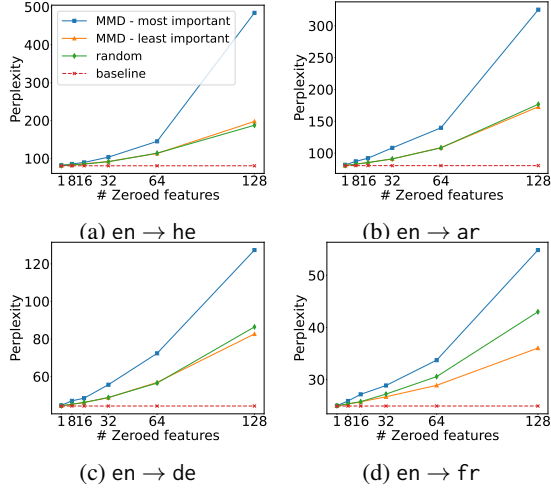 500
400
300
200
100
Perplexity
MMD - most important
MMD - least important
random
baseline
1 8 16 32 64 128
# Zeroed features
(a) en → he
300
250
200
150
100
Perplexity
1 8 16 32 64 128
# Zeroed features
(b) en → ar
120
100
80
60
Perplexity
1 8 16 32 64 128
# Zeroed features
(c) en → de
50
40
30
Perplexity
1 8 16 32 64 128
# Zeroed features
(d) en → fr